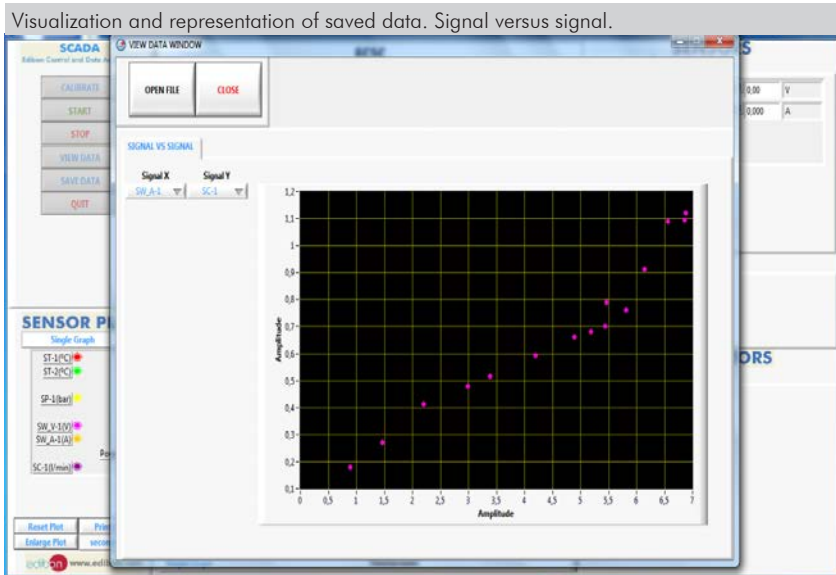 Visualization and representation of saved data. Signal versus signal.
SCADA
VIEW DATA WINDOW
CALIBRATE
START
STOP
VIEW DATA
SAVE DATA
QUIT
OPEN FILE
CLOSE
0,00 V
0,000 A
SIGNAL VS SIGNAL
Signal X Signal Y
SW_A-1 SC-1
1,2
1,1
1
0,9
0,8
0,7
0,6
0,5
0,4
0,3
0,2
0,1
Amplitude
0 0,5 1 1,5 2 2,5 3 3,5 4 4,5 5 5,5 6 6,5 7
Amplitude
SENSOR
Single Graph
ST-1(ºC)
ST-2(ºC)
SP-1(bar)
SW_V-1(V)
SW_A-1(A)
SC-1(l/min)
ORS
Reset Plot
Enlarge Plot
edibon